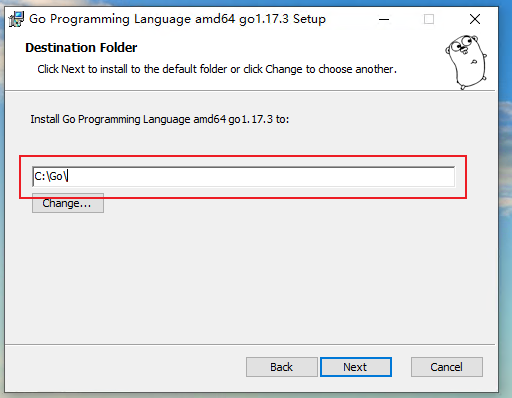 Go Programming Language amd64 go1.17.3 Setup
Destination Folder
Click Next to install to the default folder or click Change to choose another.
Install Go Programming Language amd64 go1.17.3 to:
C:\Go\
Change...
Back Next Cancel